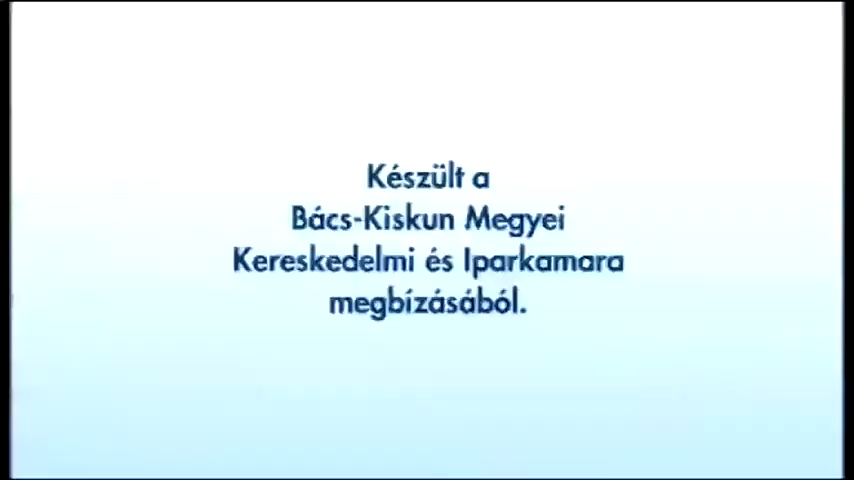 Készült a
Bács-Kiskun Megyei
Kereskedelmi és Iparkamara
megbízásából.